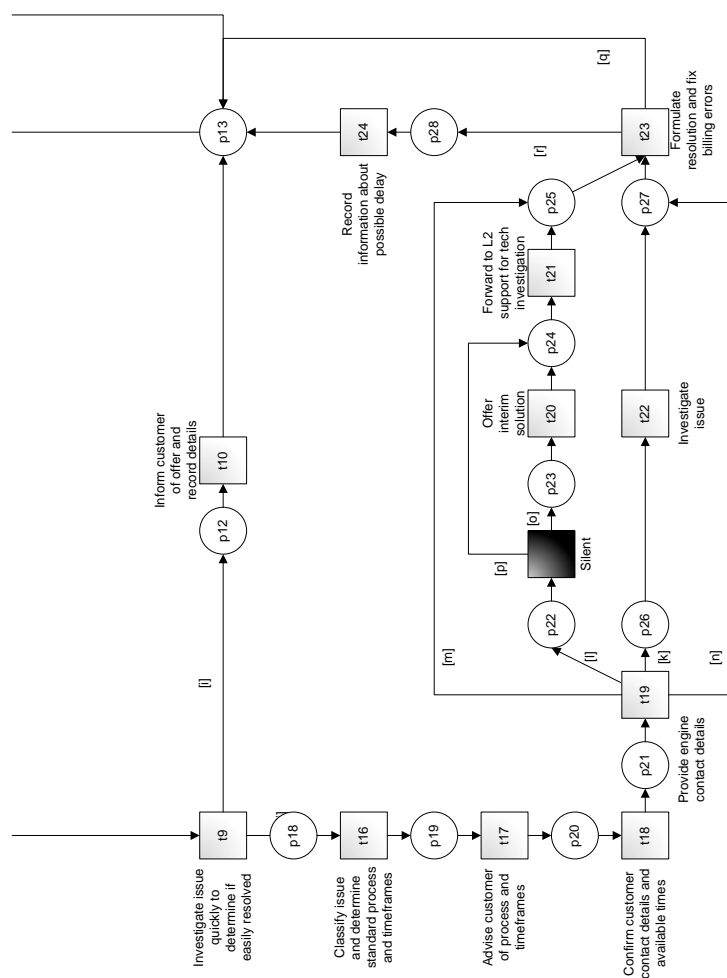 Investigate issue
quickly to
determine if
easily resolved
t9
[i]
p12
Inform customer
of offer and
record details
t10
p13
p18
Classify issue
and determine
standard process
and timeframes
t16
p19
Record
information about
possible delay
t24
Advise customer
of process and
timeframes
t17
p28
[m]
[p]
p20
[l]
p22
[o]
Silent
p23
Offer
interim
solution
t20
p24
Forward to L2
support for tech
investigation
t21
p25
[r]
[q]
Confirm customer
contact details and
available times
t18
p21
Provide engine
contact details
t19
[k]
p26
Investigate
issue
t22
p27
t23
Formulate
resolution and fix
billing errors
[n]